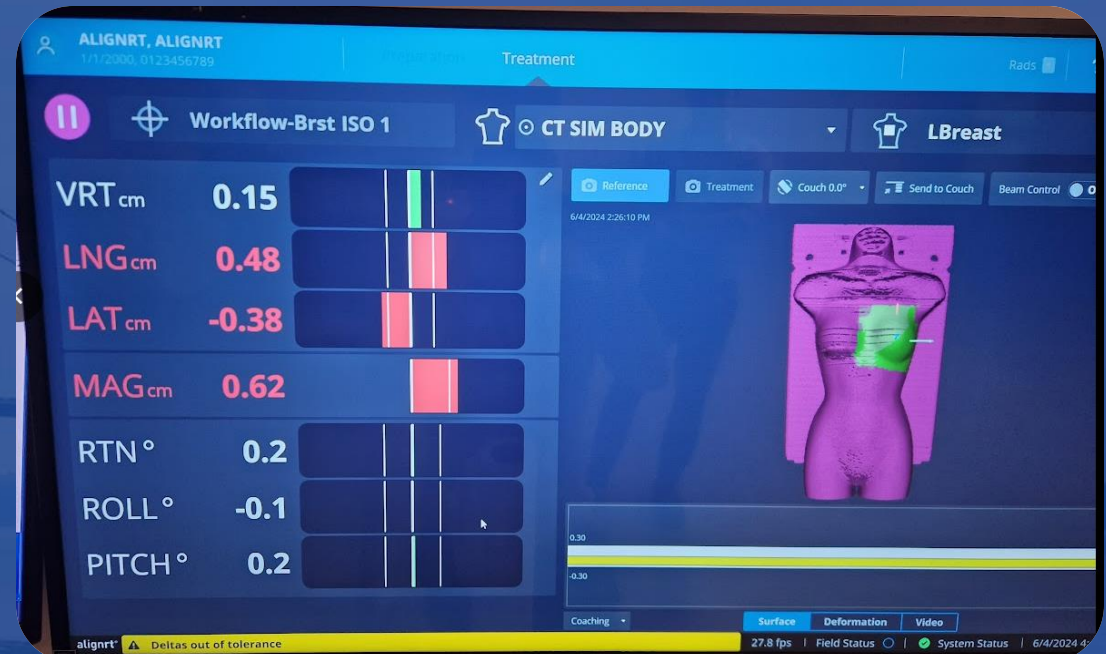 ALIGNRT, ALIGNRT
1/1/2000, 0123456789
Preparation
Treatment
Rads
Workflow-Brst ISO 1
CT SIM BODY
LBreast
VRT cm 0.15
LNG cm 0.48
LAT cm -0.38
MAG cm 0.62
RTN ° 0.2
ROLL ° -0.1
PITCH ° 0.2
Reference
Treatment
Couch 0.0°
Send to Couch
Beam Control
6/4/2024 2:26:10 PM
0.30
-0.30
Coaching
Surface
Deformation
Video
alignrt
Deltas out of tolerance
27.8 fps
Field Status
System Status
6/4/2024 4: